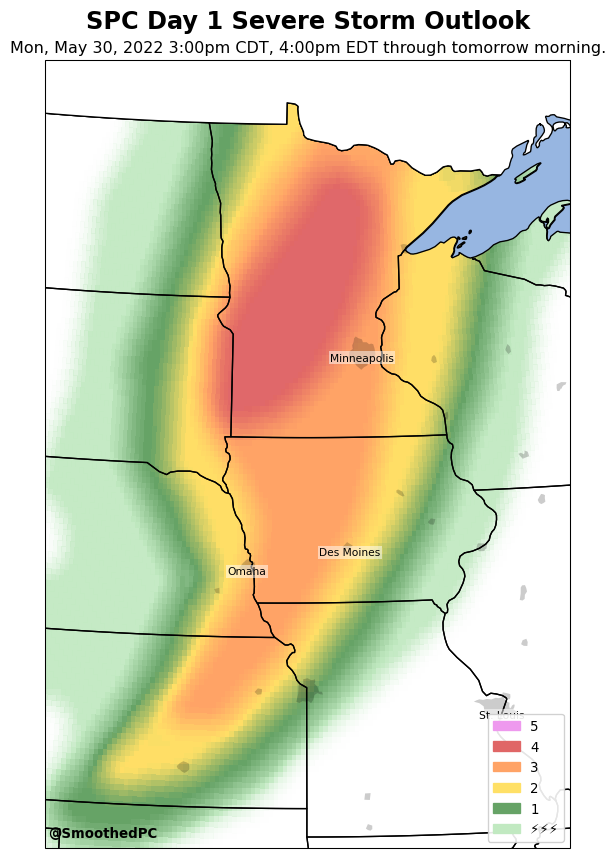 SPC Day 1 Severe Storm Outlook
Mon, May 30, 2022 3:00pm CDT, 4:00pm EDT through tomorrow morning.
Minneapolis
Des Moines
Omaha
St. Louis
5
4
3
2
1
⚡⚡⚡
@SmoothedPC